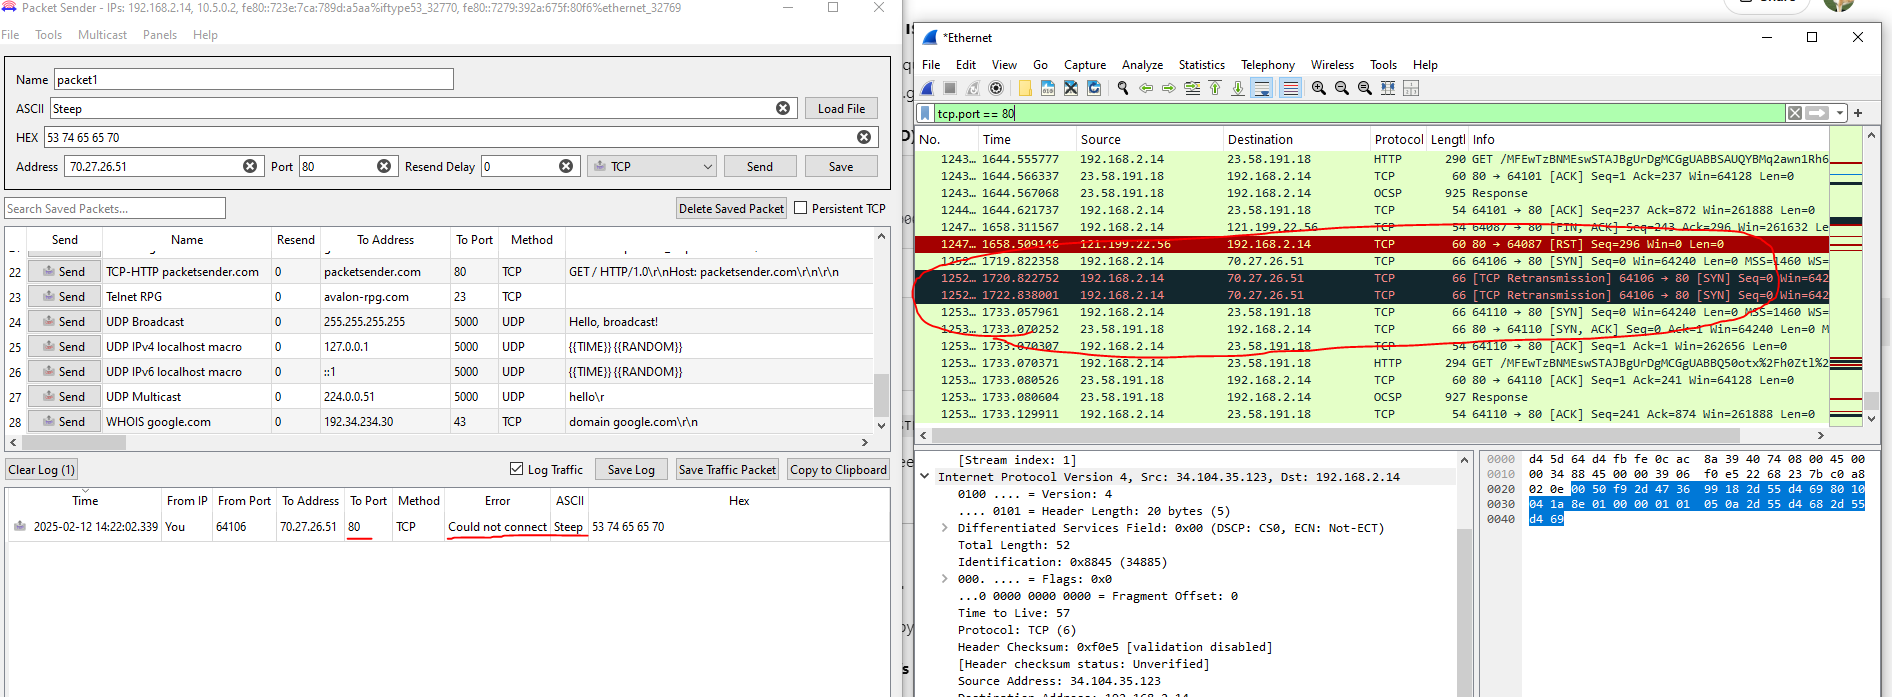 Packet Sender - IPs: 192.168.2.14, 10.5.0.2, fe80::723e:7ca:789d:a5aa%iftype53_32770, fe80::7279:392a:675f:80f6%ethernet_32769
File Tools Multicast Panels Help
Name packet1
ASCII Steep Load File
HEX 53 74 65 65 70
Address 70.27.26.51 Port 80 Resend Delay 0 TCP Send Save
Search Saved Packets... Delete Saved Packet Persistent TCP
Send Name Resend To Address To Port Method
22 Send TCP-HTTP packetsender.com 0 packetsender.com 80 TCP GET / HTTP/1.0\r\nHost: packetsender.com\r\n\r\n
23 Send Telnet RPG 0 avalon-rpg.com 23 TCP
24 Send UDP Broadcast 0 255.255.255.255 5000 UDP Hello, broadcast!
25 Send UDP IPv4 localhost macro 0 127.0.0.1 5000 UDP {{TIME}} {{RANDOM}}
26 Send UDP IPv6 localhost macro 0 ::1 5000 UDP {{TIME}} {{RANDOM}}
27 Send UDP Multicast 0 224.0.0.51 5000 UDP hello\r
28 Send WHOIS google.com 0 192.34.234.30 43 TCP domain google.com\r\n
Clear Log (1) Log Traffic Save Log Save Traffic Packet Copy to Clipboard
Time From IP From Port To Address To Port Method Error ASCII Hex
2025-02-12 14:22:02.339 You 64106 70.27.26.51 80 TCP Could not connect Steep 53 74 65 65 70
*Ethernet
File Edit View Go Capture Analyze Statistics Telephony Wireless Tools Help
tcp.port == 80
No. Time Source Destination Protocol Lengtl Info
1243… 1644.555777 192.168.2.14 23.58.191.18 HTTP 290 GET /MFEwTzBNMEswSTAJBgUrDgMCGgUABBSAUQYBMq2awn1Rh6
1243… 1644.566337 23.58.191.18 192.168.2.14 TCP 60 80 → 64101 [ACK] Seq=1 Ack=237 Win=64128 Len=0
1243… 1644.567068 23.58.191.18 192.168.2.14 OCSP 925 Response
1244… 1644.621737 192.168.2.14 23.58.191.18 TCP 54 64101 → 80 [ACK] Seq=237 Ack=872 Win=261888 Len=0
1247… 1658.311567 192.168.2.14 121.199.22.56 TCP 54 64087 → 80 [FIN, ACK] Seq=243 Ack=296 Win=261632 Le
1247… 1658.509146 121.199.22.56 192.168.2.14 TCP 60 80 → 64087 [RST] Seq=296 Win=0 Len=0
1252… 1719.822358 192.168.2.14 70.27.26.51 TCP 66 64106 → 80 [SYN] Seq=0 Win=64240 Len=0 MSS=1460 WS=
1252… 1720.822752 192.168.2.14 70.27.26.51 TCP 66 [TCP Retransmission] 64106 → 80 [SYN] Seq=0 Win=642
1252… 1722.838001 192.168.2.14 70.27.26.51 TCP 66 [TCP Retransmission] 64106 → 80 [SYN] Seq=0 Win=642
1253… 1733.057961 192.168.2.14 23.58.191.18 TCP 66 64110 → 80 [SYN] Seq=0 Win=64240 Len=0 MSS=1460 WS=
1253… 1733.070252 23.58.191.18 192.168.2.14 TCP 66 80 → 64110 [SYN, ACK] Seq=0 Ack=1 Win=64240 Len=0 M
1253… 1733.070307 192.168.2.14 23.58.191.18 TCP 54 64110 → 80 [ACK] Seq=1 Ack=1 Win=262656 Len=0
1253… 1733.070371 192.168.2.14 23.58.191.18 HTTP 294 GET /MFEwTzBNMEswSTAJBgUrDgMCGgUABBQ50otx%2Fh0Ztl%2
1253… 1733.080526 23.58.191.18 192.168.2.14 TCP 60 80 → 64110 [ACK] Seq=1 Ack=241 Win=64128 Len=0
1253… 1733.080604 23.58.191.18 192.168.2.14 OCSP 927 Response
1253… 1733.129911 192.168.2.14 23.58.191.18 TCP 54 64110 → 80 [ACK] Seq=241 Ack=874 Win=261888 Len=0
[Stream index: 1]
Internet Protocol Version 4, Src: 34.104.35.123, Dst: 192.168.2.14
0100 .... = Version: 4
.... 0101 = Header Length: 20 bytes (5)
Differentiated Services Field: 0x00 (DSCP: CS0, ECN: Not-ECT)
Total Length: 52
Identification: 0x8845 (34885)
000. .... = Flags: 0x0
...0 0000 0000 0000 = Fragment Offset: 0
Time to Live: 57
Protocol: TCP (6)
Header Checksum: 0xf0e5 [validation disabled]
[Header checksum status: Unverified]
Source Address: 34.104.35.123
0000 d4 5d 64 d4 fb fe 0c ac 8a 39 40 74 08 00 45 00
0010 00 34 88 45 00 00 39 06 f0 e5 22 68 23 7b c0 a8
0020 02 0e 00 50 f9 2d 47 36 99 18 2d 55 d4 69 80 10
0030 04 1a 8e 01 00 00 01 01 05 0a 2d 55 d4 68 2d 55
0040 d4 69